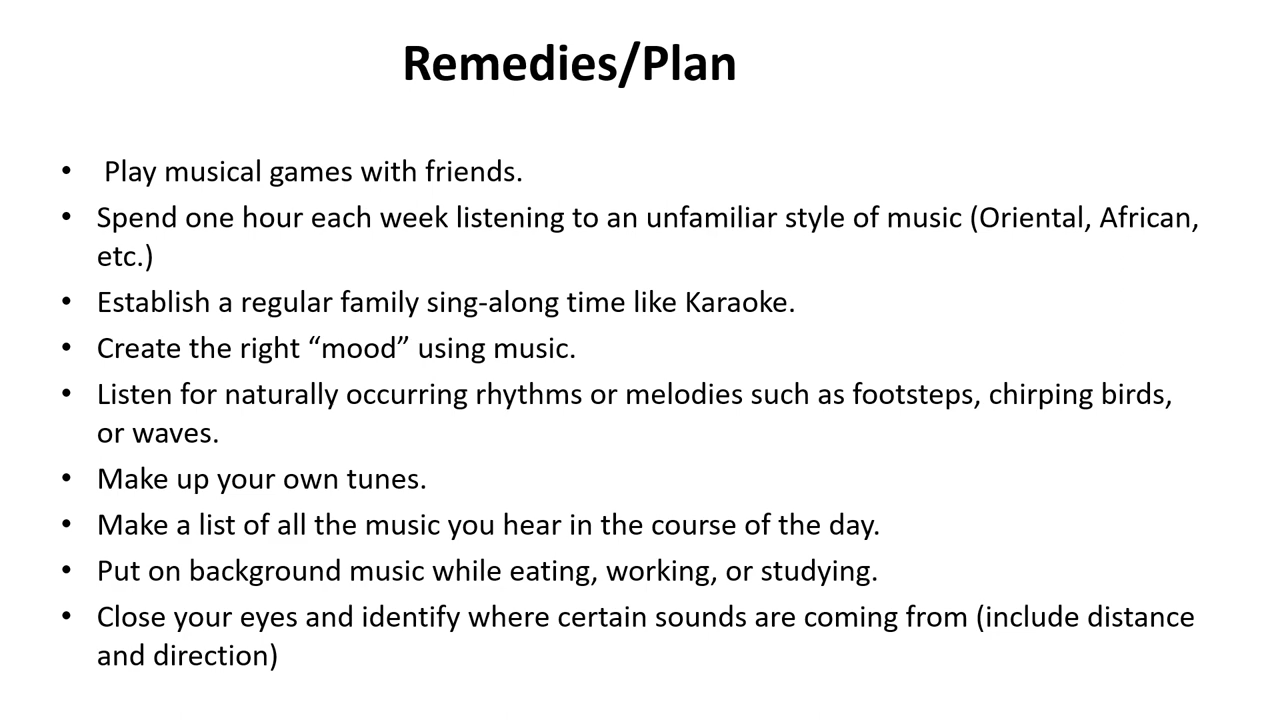 Remedies/Plan
• Play musical games with friends.
• Spend one hour each week listening to an unfamiliar style of music (Oriental, African,
etc.)
• Establish a regular family sing-along time like Karaoke.
• Create the right “mood” using music.
• Listen for naturally occurring rhythms or melodies such as footsteps, chirping birds,
or waves.
• Make up your own tunes.
• Make a list of all the music you hear in the course of the day.
• Put on background music while eating, working, or studying.
• Close your eyes and identify where certain sounds are coming from (include distance
and direction)